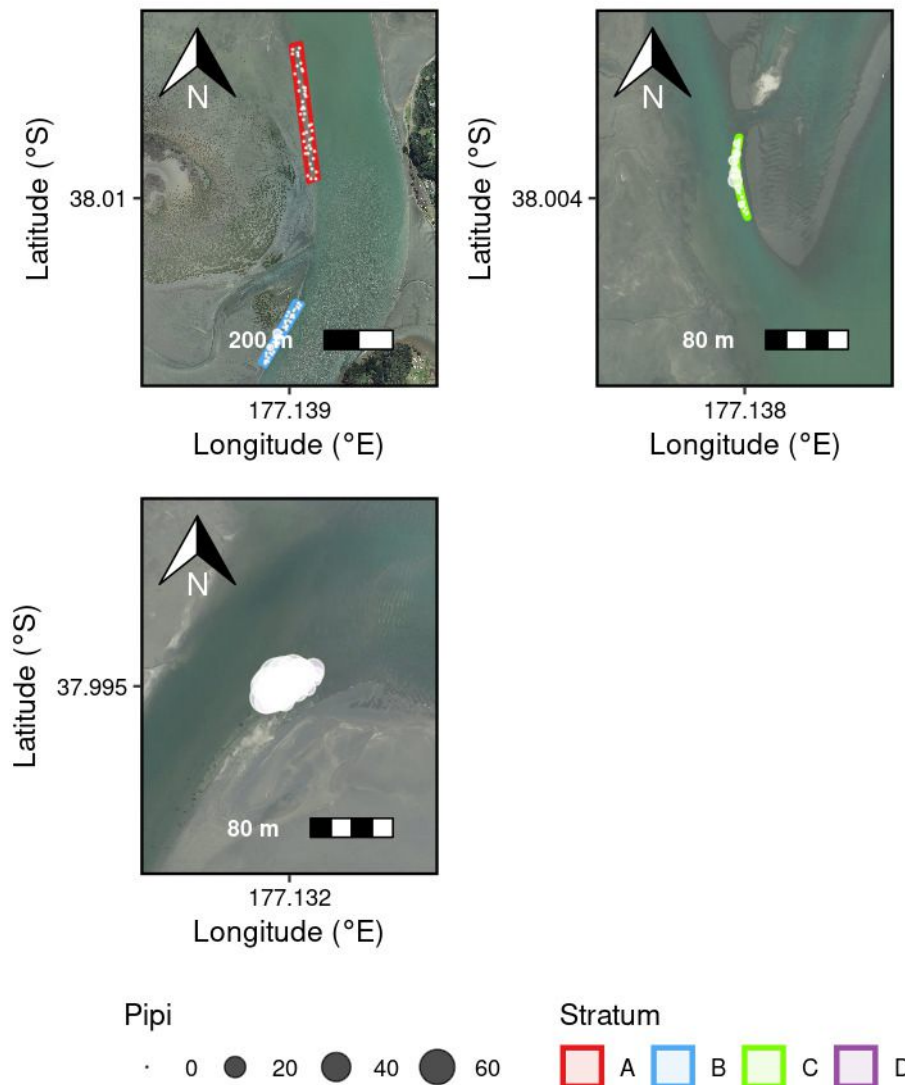 N
N
Latitude (°S)
38.01
200 m
177.139
Longitude (°E)
Latitude (°S)
38.004
80 m
177.138
Longitude (°E)
N
Latitude (°S)
37.995
80 m
177.132
Longitude (°E)
Pipi
0 20 40 60
Stratum
A B C D